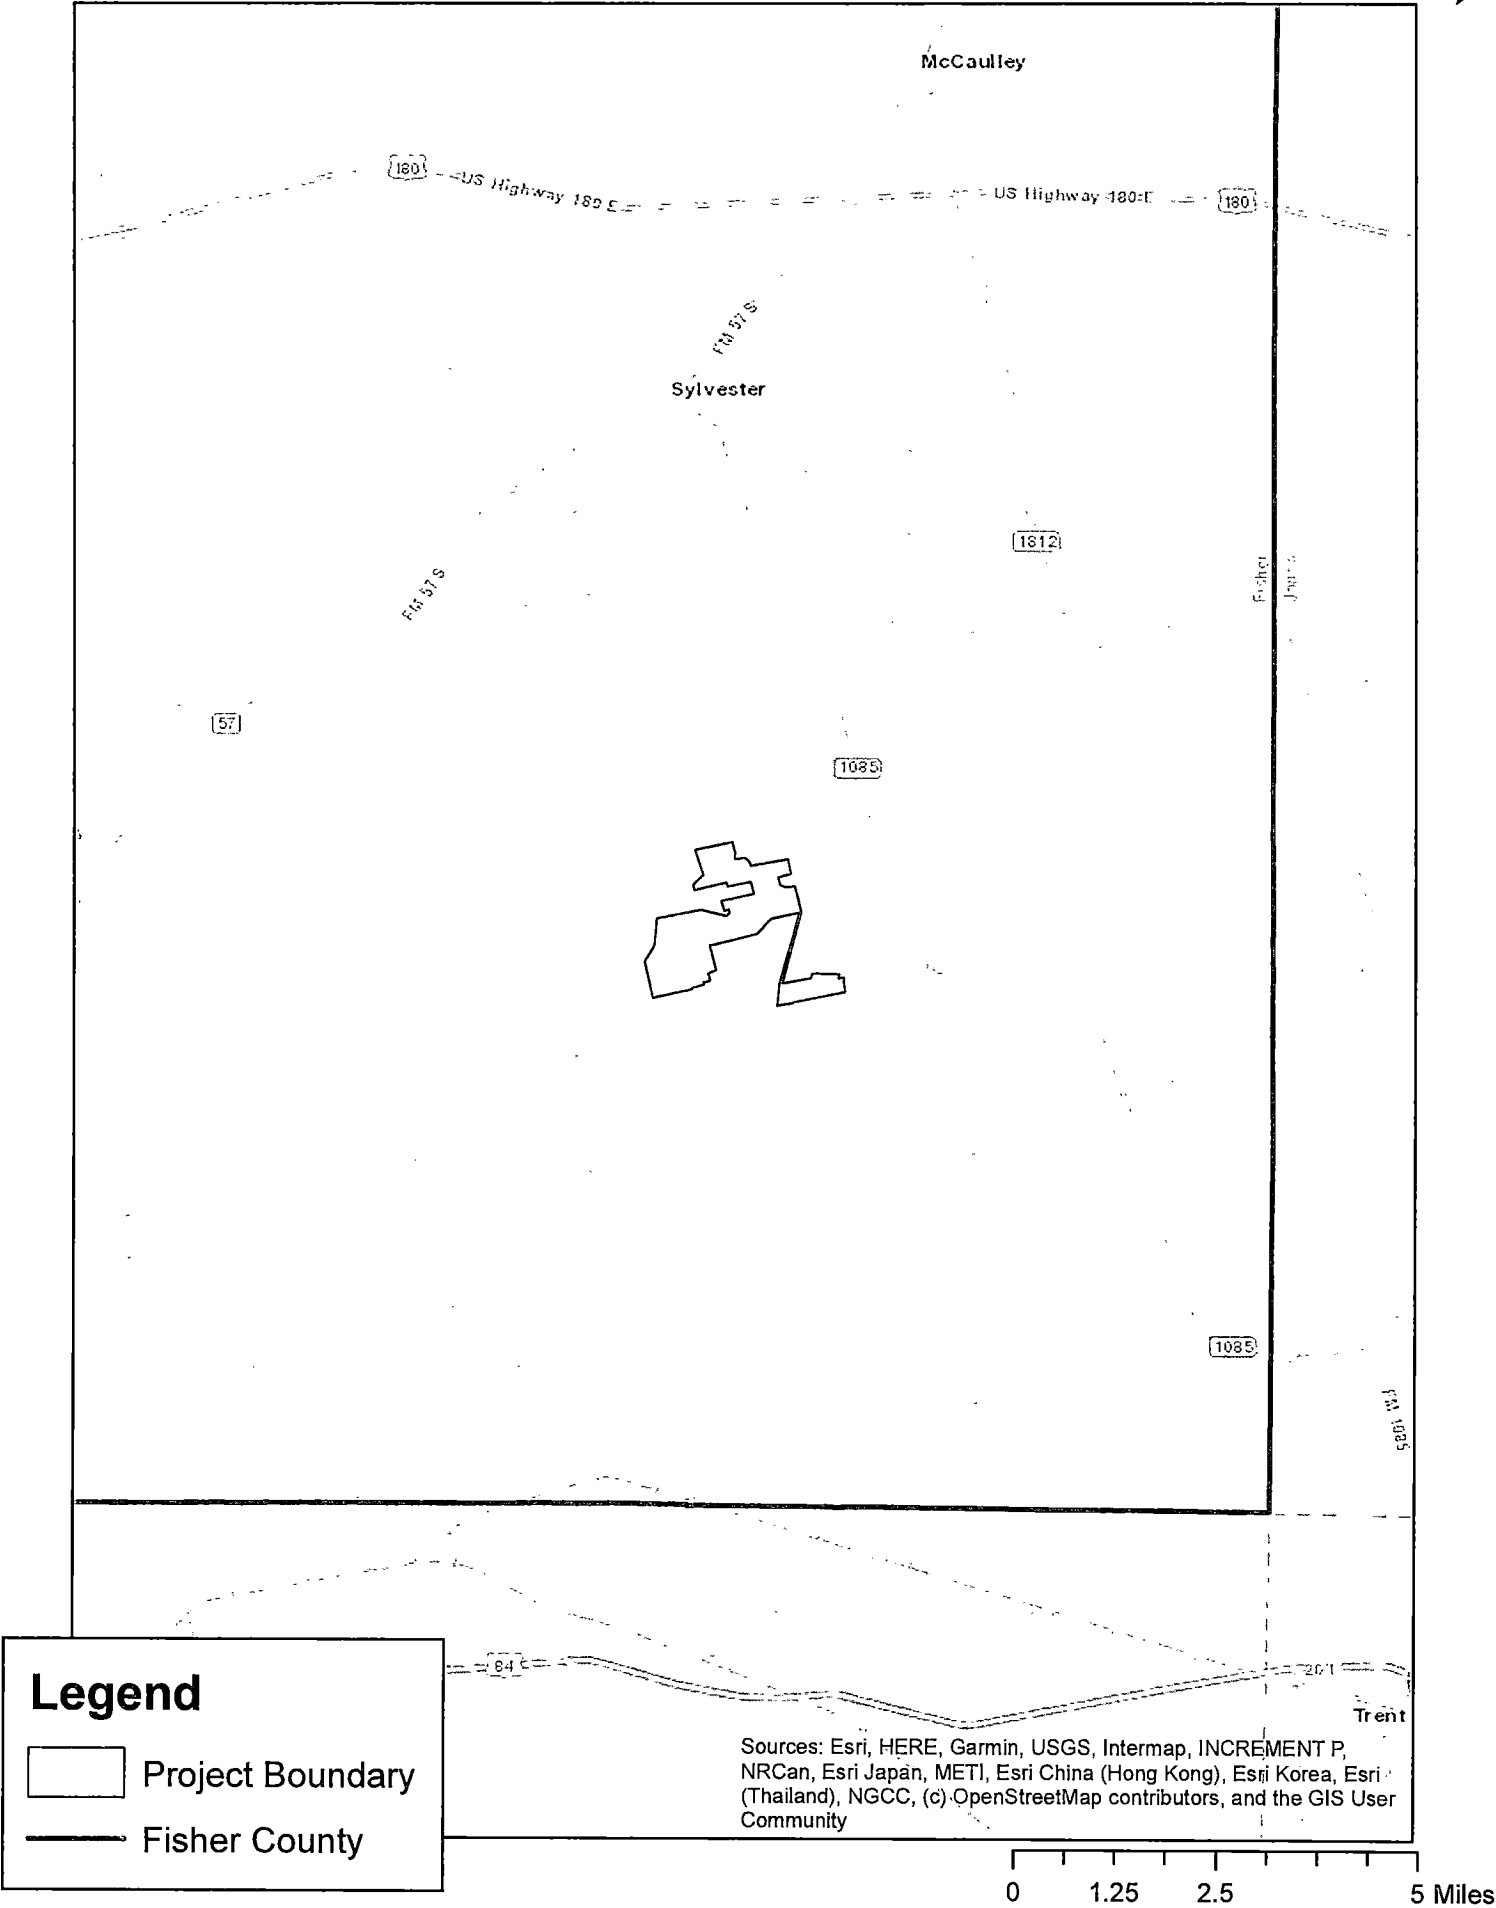 McCaulley
180
US Highway 180 E
US Highway 180 E
180
FM 57 S
Sylvester
1812
FM 57 S
Fisher
57
1085
1085
FM 1085
84
Trent
Legend
Project Boundary
Fisher County
Sources: Esri, HERE, Garmin, USGS, Intermap, INCREMENT P,
NRCan, Esri Japan, METI, Esri China (Hong Kong), Esri Korea, Esri
(Thailand), NGCC, (c) OpenStreetMap contributors, and the GIS User
Community
0 1.25 2.5 5 Miles